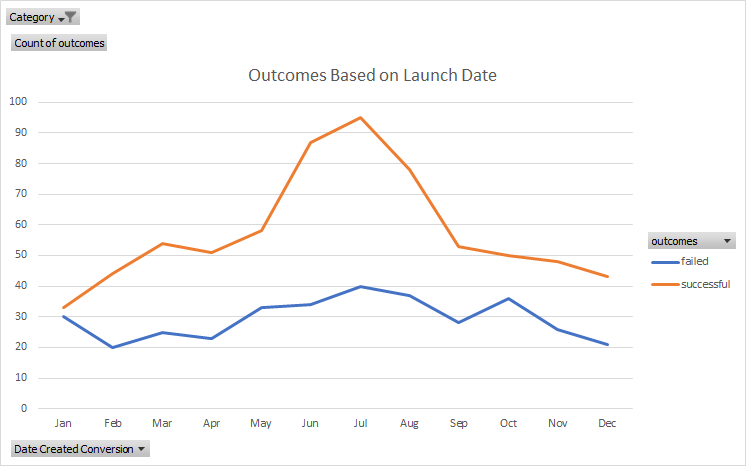 Category
Count of outcomes
Outcomes Based on Launch Date
100
90
80
70
60
50
40
30
20
10
0
Jan Feb Mar Apr May Jun Jul Aug Sep Oct Nov Dec
outcomes
failed
successful
Date Created Conversion